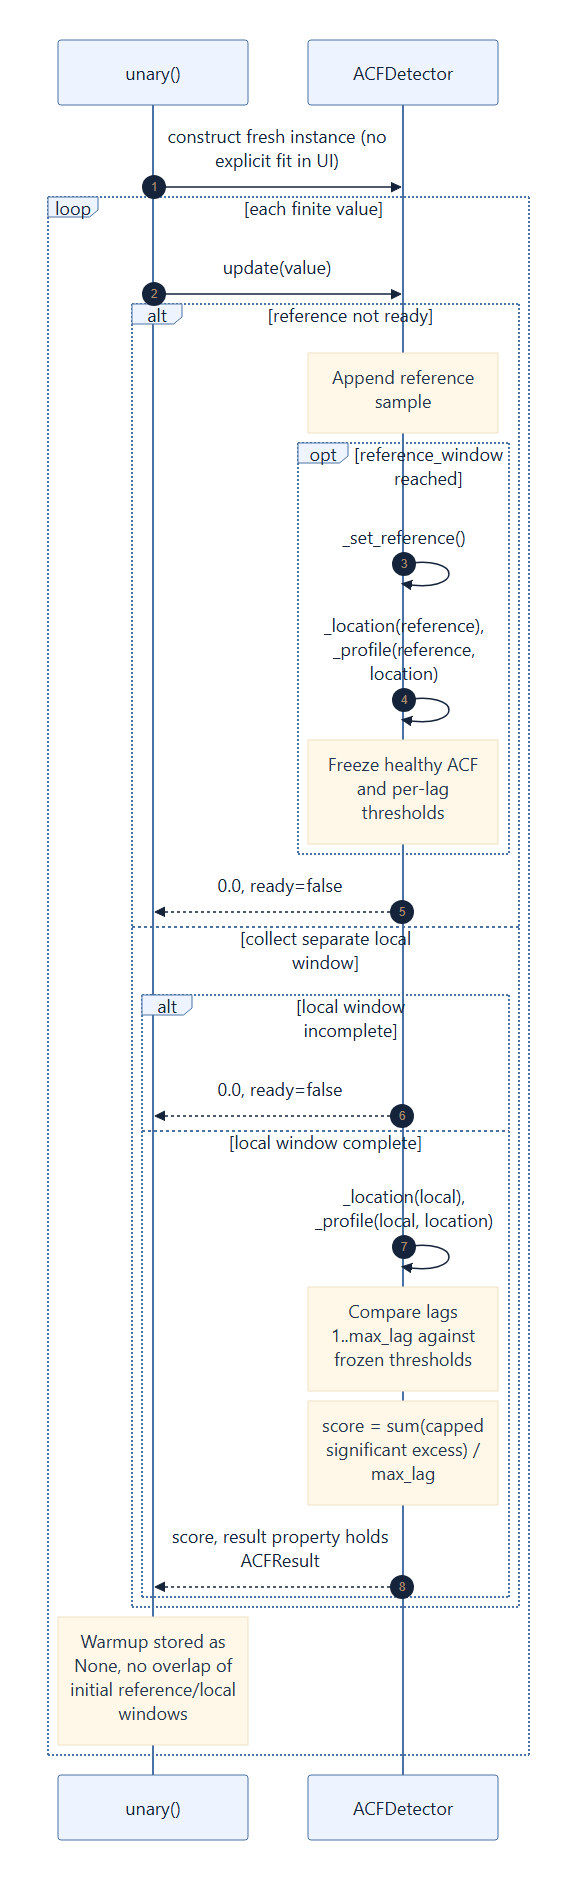 unary()
ACFDetector
construct fresh instance (no
explicit fit in UI)
1
loop
[each finite value]
update(value)
2
alt
[reference not ready]
Append reference
sample
opt
[reference_window
reached]
_set_reference()
3
_location(reference),
_profile(reference,
location)
4
Freeze healthy ACF
and per-lag
thresholds
0.0, ready=false
5
[collect separate local
window]
alt
[local window
incomplete]
0.0, ready=false
6
[local window complete]
_location(local),
_profile(local, location)
7
Compare lags
1..max_lag against
frozen thresholds
score = sum(capped
significant excess) /
max_lag
score, result property holds
ACFResult
8
Warmup stored as
None, no overlap of
initial reference/local
windows
unary()
ACFDetector